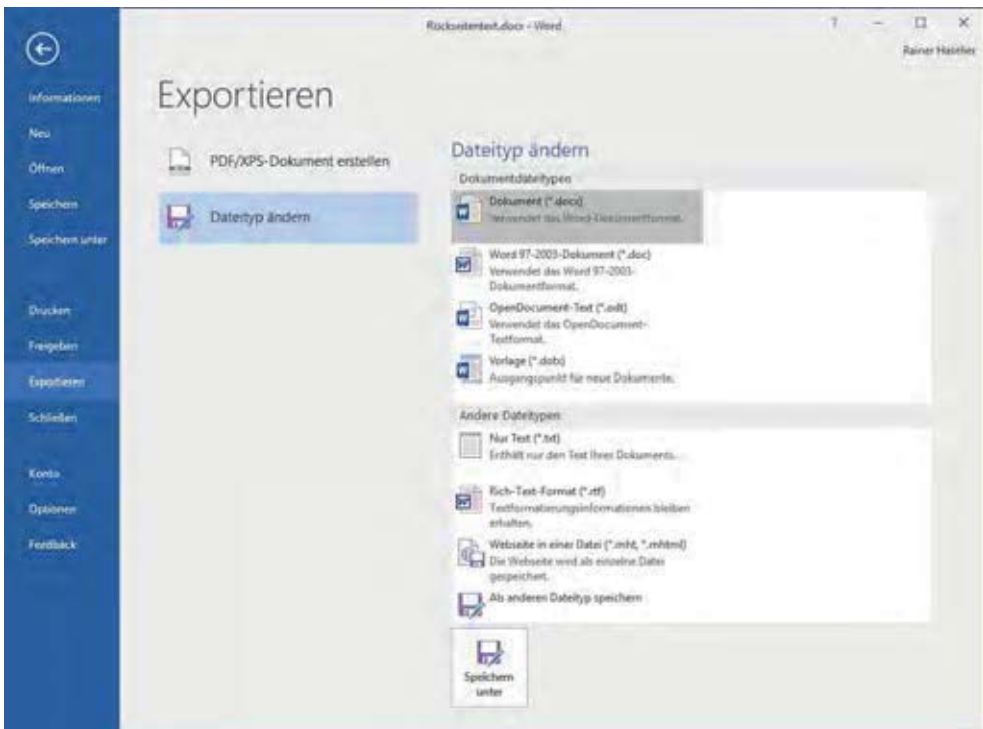 Rückseitentext.docx - Word
?
Rainer
Informationen
Neu
Öffnen
Speichern
Speichern unter
Drucken
Freigeben
Exportieren
Schließen
Konto
Optionen
Feedback
Exportieren
PDF/XPS-Dokument erstellen
Dateityp ändern
Dateityp ändern
Dokumentdateitypen
Dokument (*.docx)
Verwendet das Word-Dokumentformat.
Word 97-2003-Dokument (*.doc)
Verwendet das Word 97-2003-
Dokumentformat.
OpenDocument-Text (*.odt)
Verwendet das OpenDocument-
Textformat.
Vorlage (*.dotx)
Ausgangspunkt für neue Dokumente.
Andere Dateitypen
Nur Text (*.txt)
Enthält nur den Text Ihres Dokuments.
Rich-Text-Format (*.rtf)
Textformatierungsinformationen bleiben
erhalten.
Webseite in einer Datei (*.mht, *.mhtml)
Die Webseite wird als einzelne Datei
gespeichert.
Als anderen Dateityp speichern
Speichern
unter